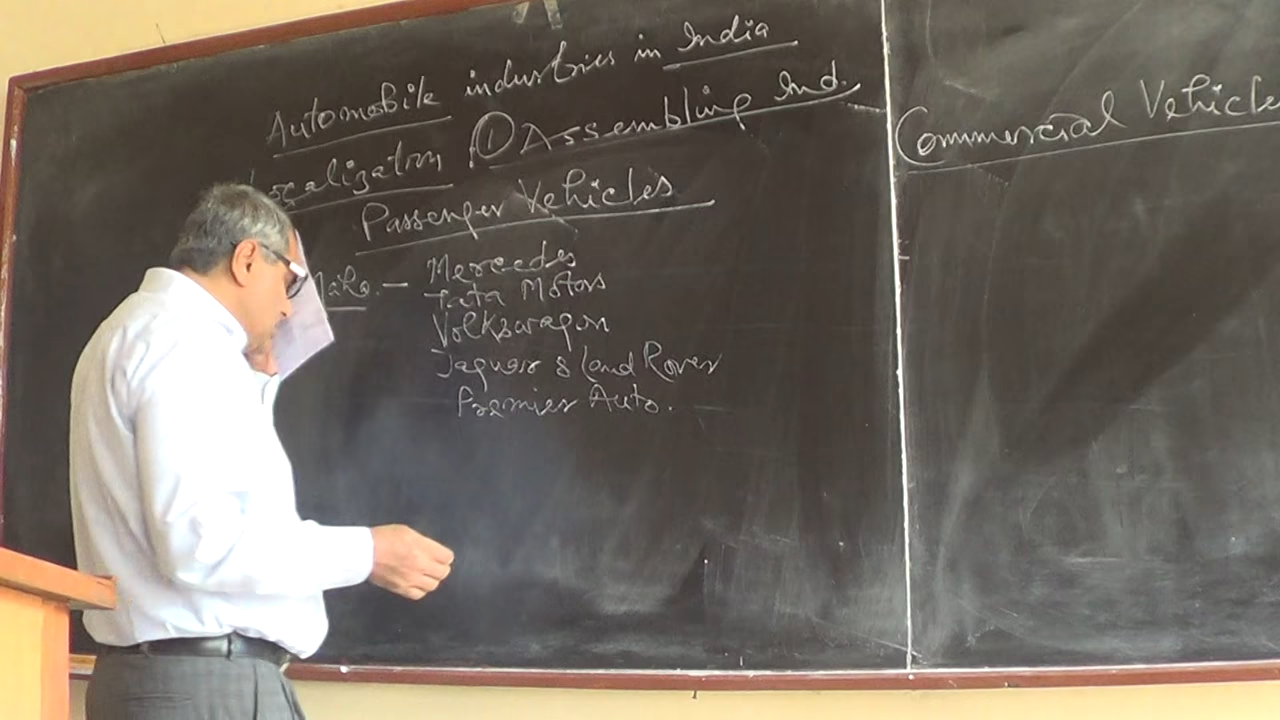 Automobile industries in India
Localization ① Assembling Ind.
Passenger Vehicles
Make. - Mercedes
Tata Motors
Volkswagon
Jaguar & Land Rover
Premier Auto.
Commercial Vehicle